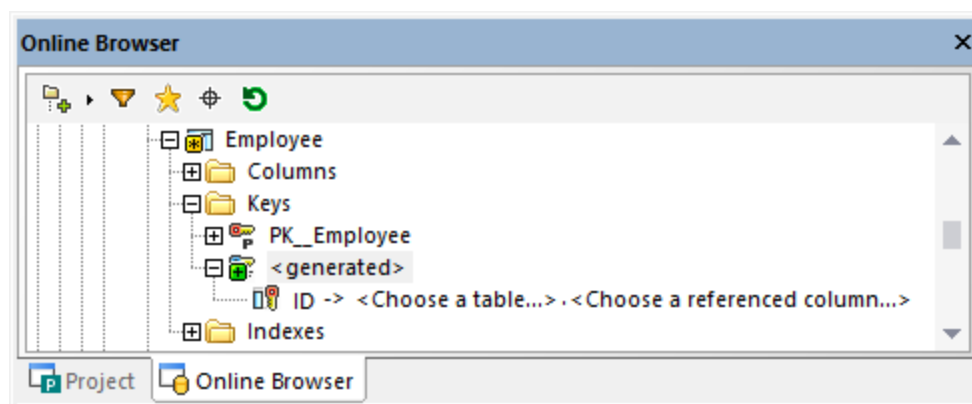 Online Browser
Employee
Columns
Keys
PK__Employee
<generated>
ID -> <Choose a table...>.<Choose a referenced column...>
Indexes
Project Online Browser